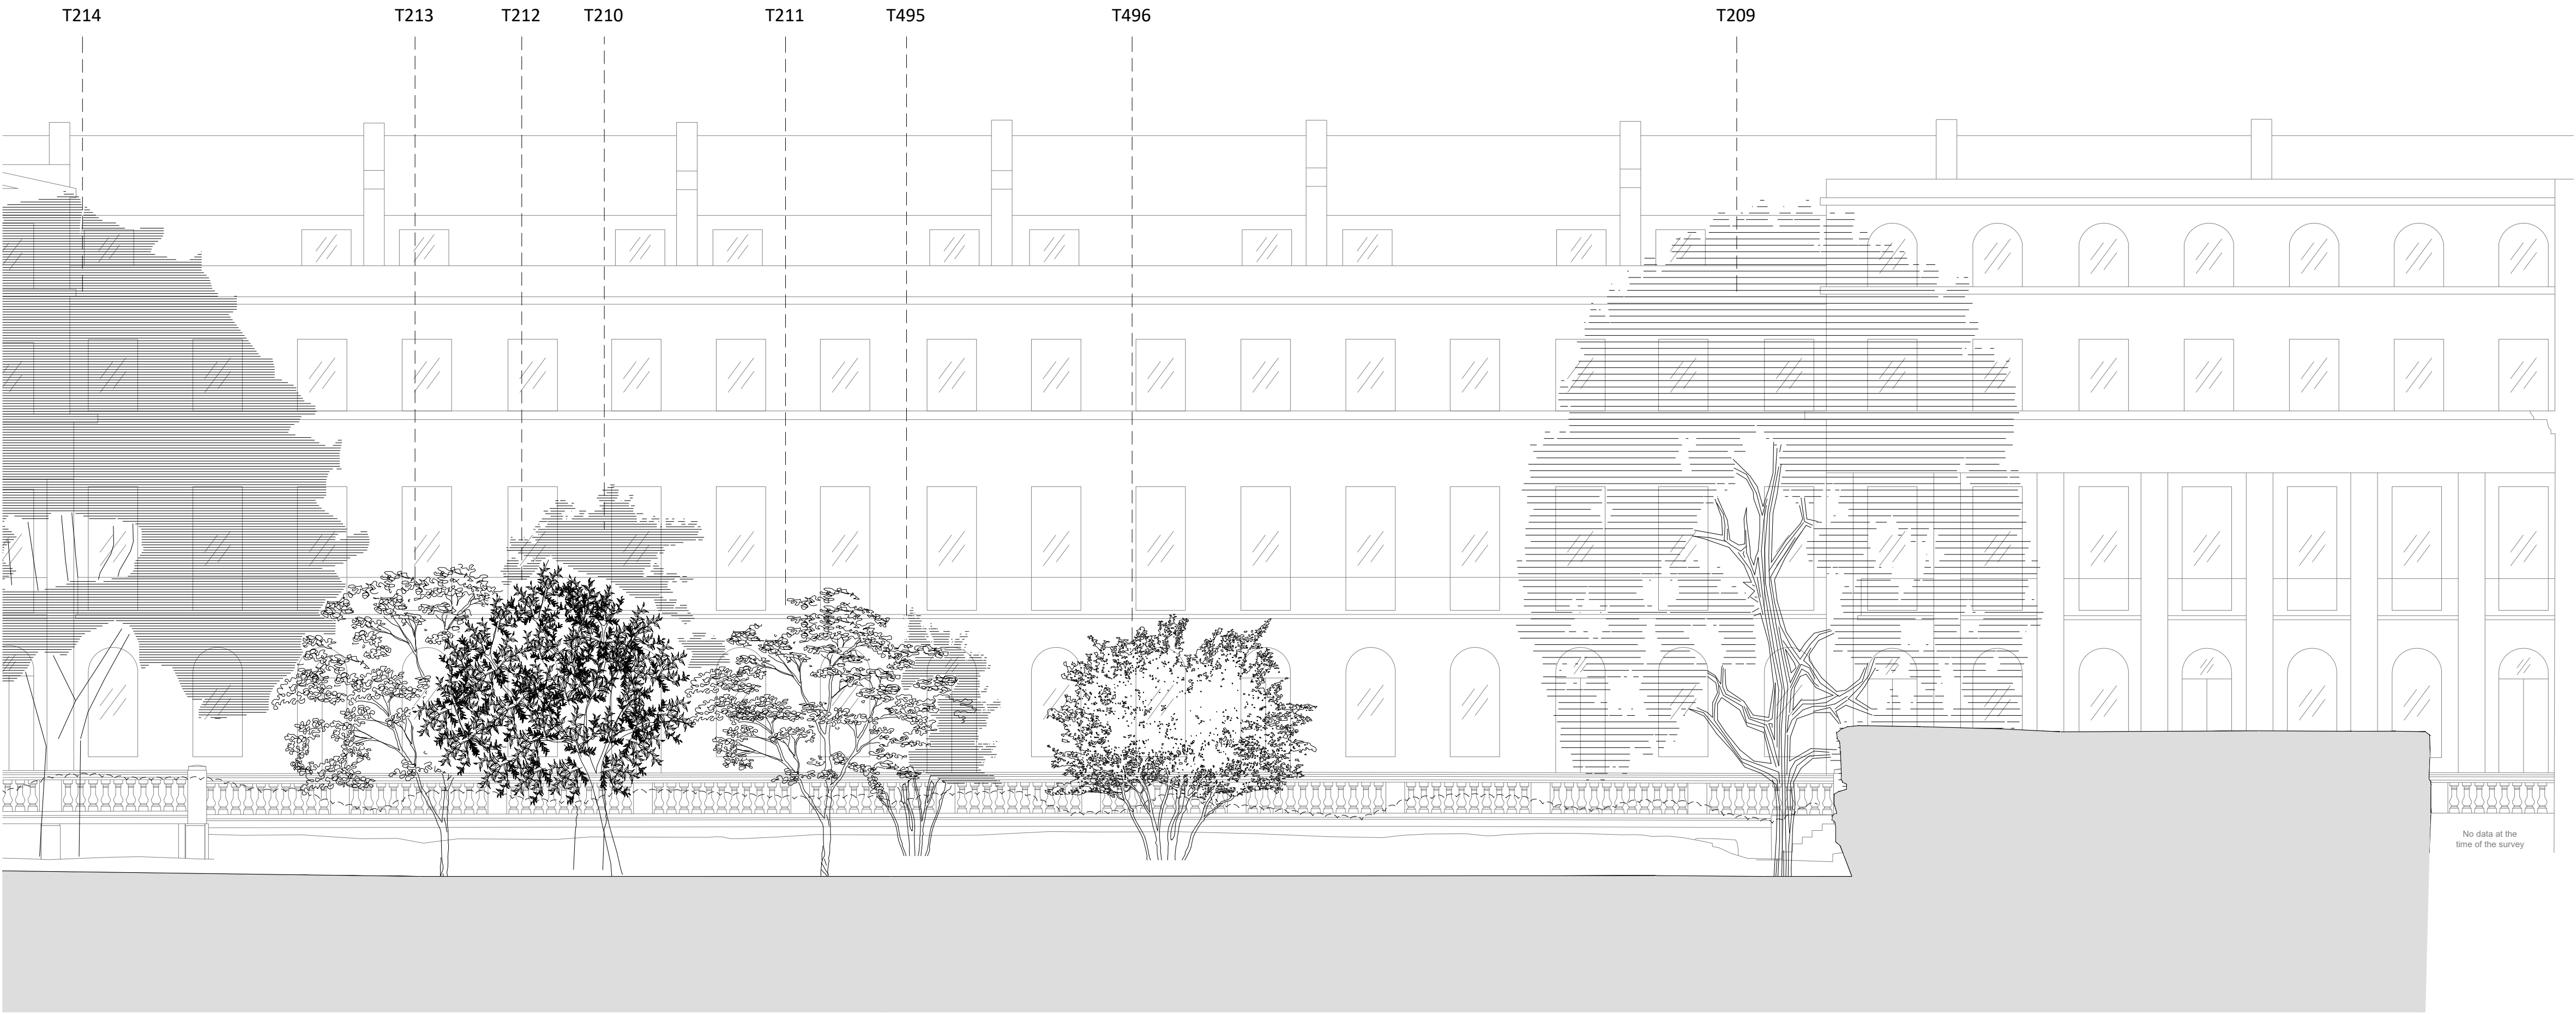 T214 T213 T212 T210 T211 T495 T496 T209
No data at the
time of the survey